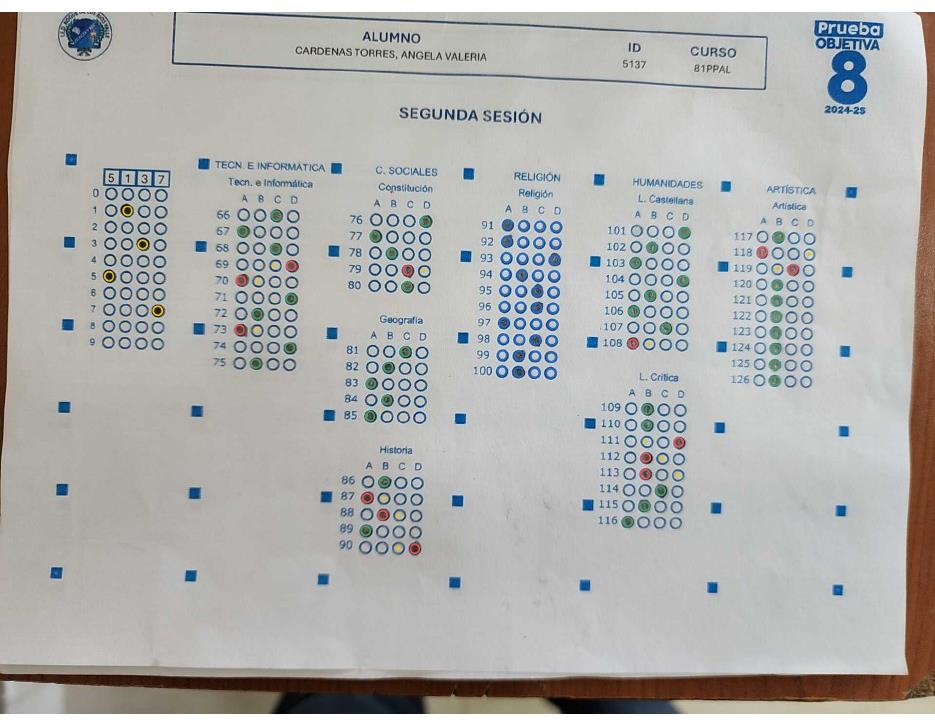 ALUMNO
CARDENAS TORRES, ANGELA VALERIA
ID
5137
CURSO
81PPAL
Prueba
OBJETIVA
8
2024-25
SEGUNDA SESIÓN
5 1 3 7
0
1
2
3
4
5
6
7
8
9
TECN. E INFORMÁTICA
Tecn. e Informática
A B C D
66
67
68
69
70
71
72
73
74
75
C. SOCIALES
Constitución
A B C D
76
77
78
79
80
Geografía
A B C D
81
82
83
84
85
Historia
A B C D
86
87
88
89
90
RELIGIÓN
Religión
A B C D
91
92
93
94
95
96
97
98
99
100
HUMANIDADES
L. Castellana
A B C D
101
102
103
104
105
106
107
108
L. Crítica
A B C D
109
110
111
112
113
114
115
116
ARTÍSTICA
Artística
A B C D
117
118
119
120
121
122
123
124
125
126